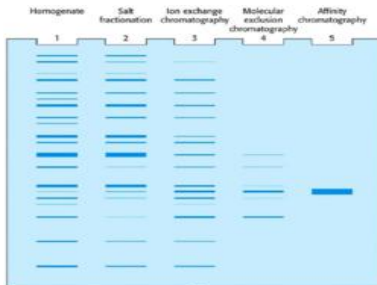 Homogenate
Salt
fractionation
Ion exchange
chromatography
Molecular
exclusion
chromatography
Affinity
chromatography
1
2
3
4
5